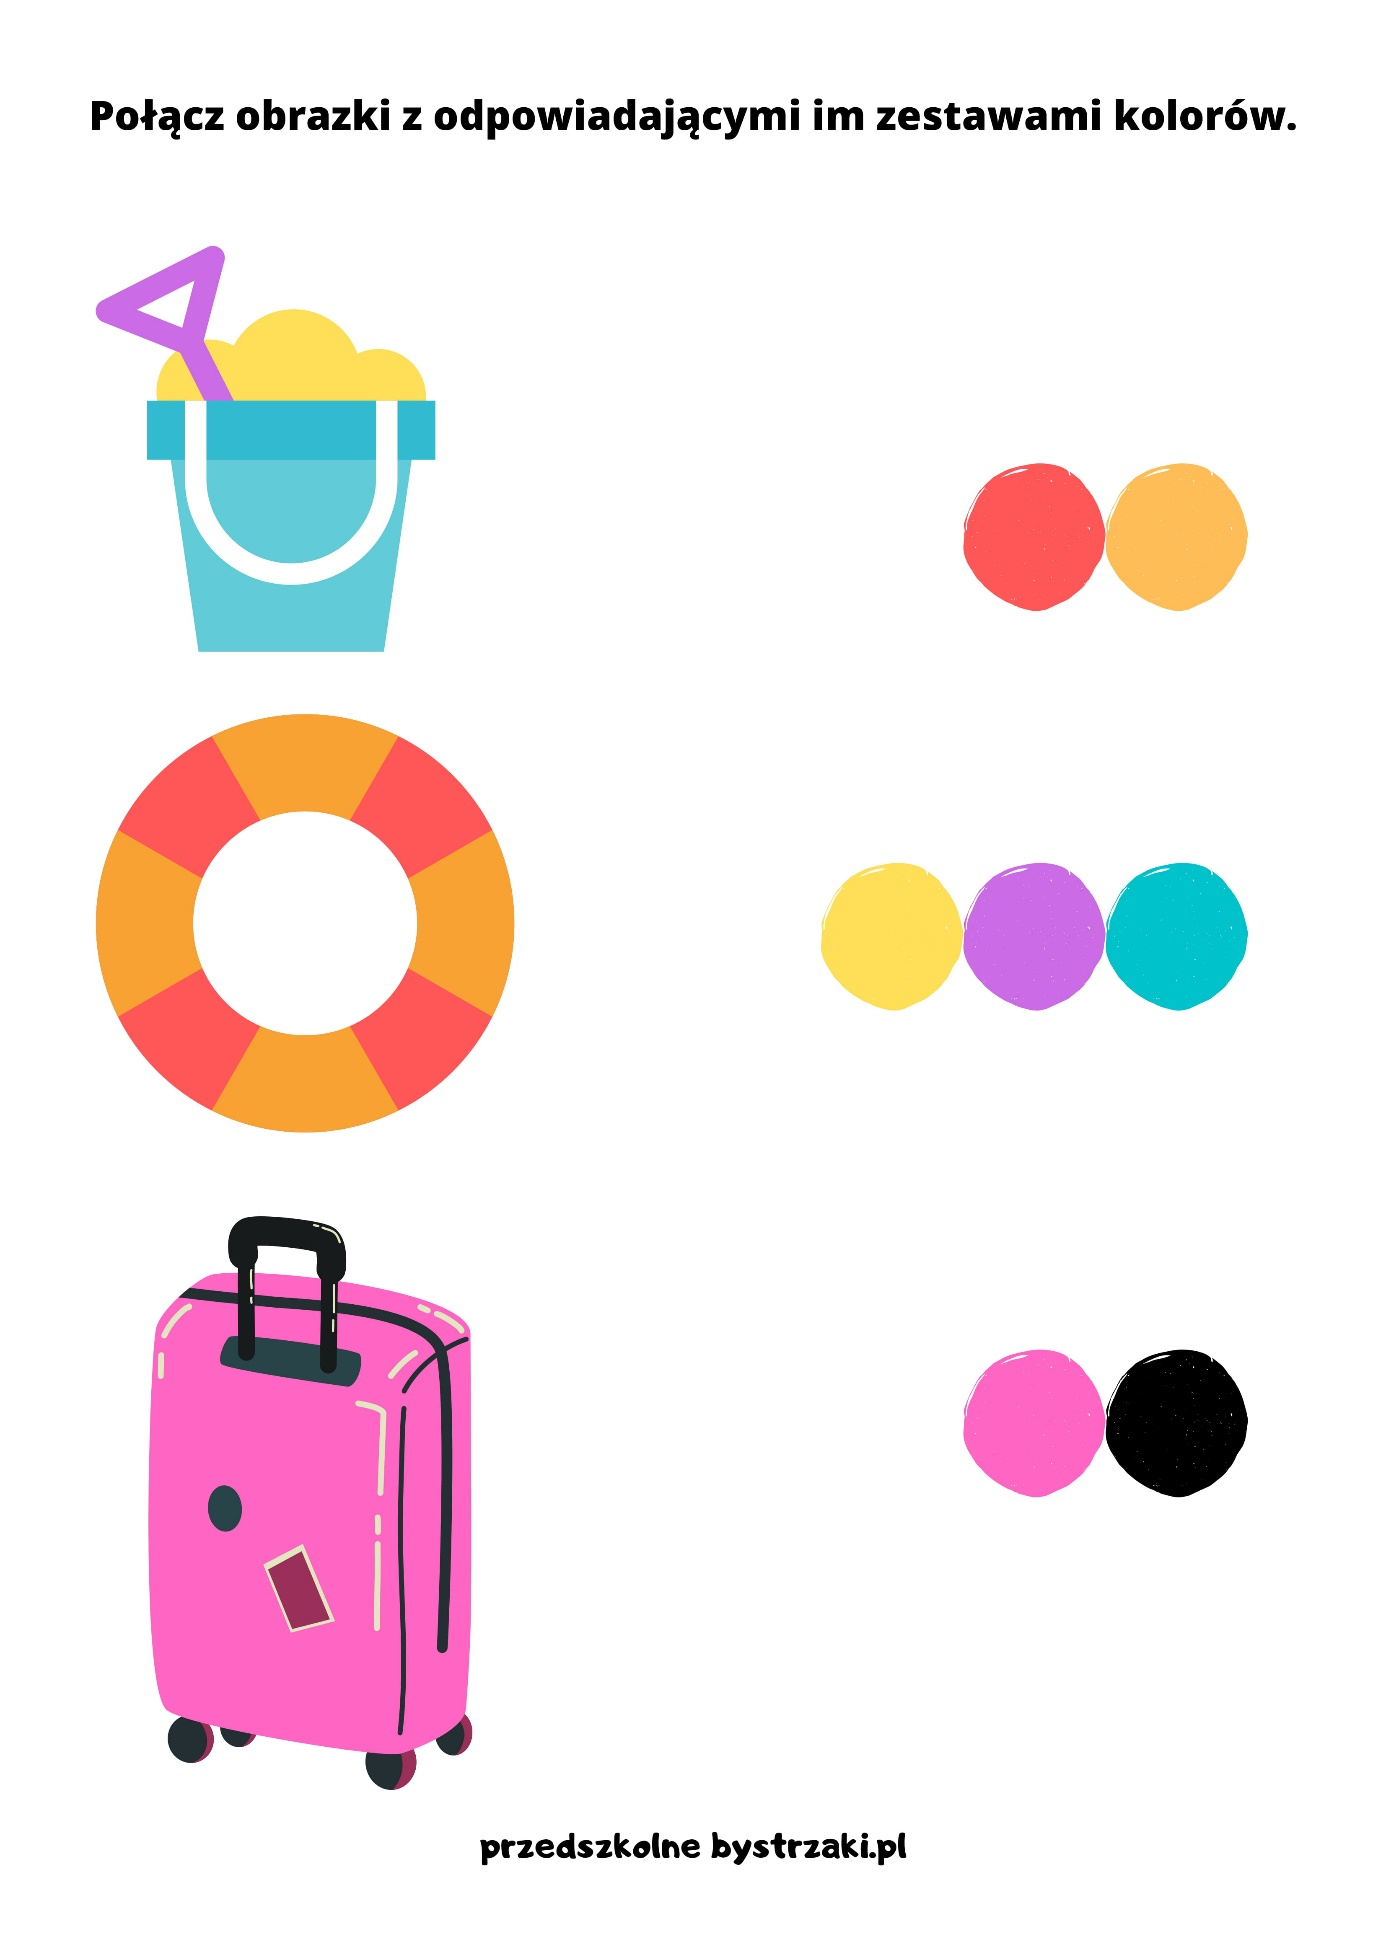 Połącz obrazki z odpowiadającymi im zestawami kolorów.
przedszkolne bystrzaki.pl